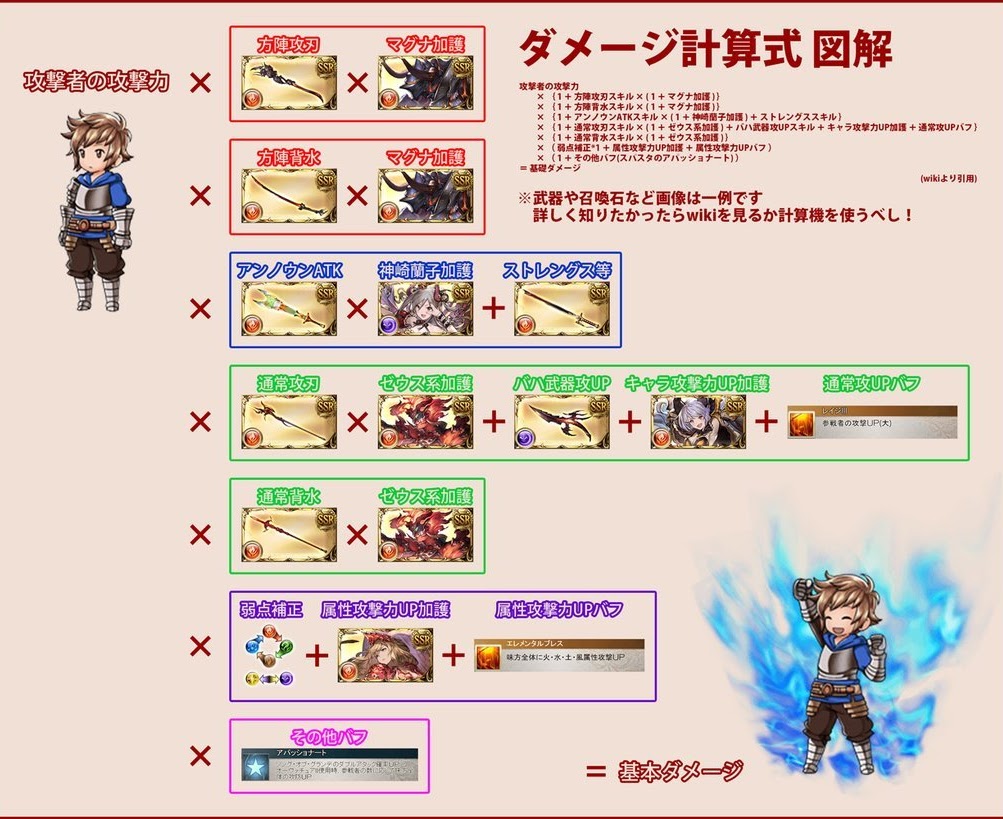 ダメージ計算式 図解
攻撃者の攻撃力
× { 1 + 方陣攻刃スキル × ( 1 + マグナ加護 ) }
× { 1 + 方陣背水スキル × ( 1 + マグナ加護 ) }
× { 1 + アンノウンATKスキル × ( 1 + 神崎蘭子加護 ) + ストレングススキル }
× { 1 + 通常攻刃スキル × ( 1 + ゼウス系加護 ) + バハ武器攻UPスキル + キャラ攻撃力UP加護 + 通常攻UPバフ }
× { 1 + 通常背水スキル × ( 1 + ゼウス系加護 ) }
× ( 弱点補正*1 + 属性攻撃力UP加護 + 属性攻撃力UPバフ )
× ( 1 + その他バフ(スパスタのアパッショナート) )
= 基礎ダメージ
(wikiより引用)
※武器や召喚石など画像は一例です
詳しく知りたかったらwikiを見るか計算機を使うべし！
攻撃者の攻撃力
×
方陣攻刃 マグナ加護
SSR × SSR
×
方陣背水 マグナ加護
SSR × SSR
×
アンノウンATK 神崎蘭子加護 ストレングス等
SSR × SSR + SSR
×
通常攻刃 ゼウス系加護 バハ武器攻UP キャラ攻撃力UP加護 通常攻UPバフ
SSR × SSR + SSR + SSR +
参戦者の攻撃UP(大)
×
通常背水 ゼウス系加護
SSR × SSR
×
弱点補正 属性攻撃力UP加護 属性攻撃力UPバフ
+ SSR +
エレメンタルブレス
味方全体に火・水・土・風属性攻撃UP
×
その他バフ
アパッショナート
= 基本ダメージ